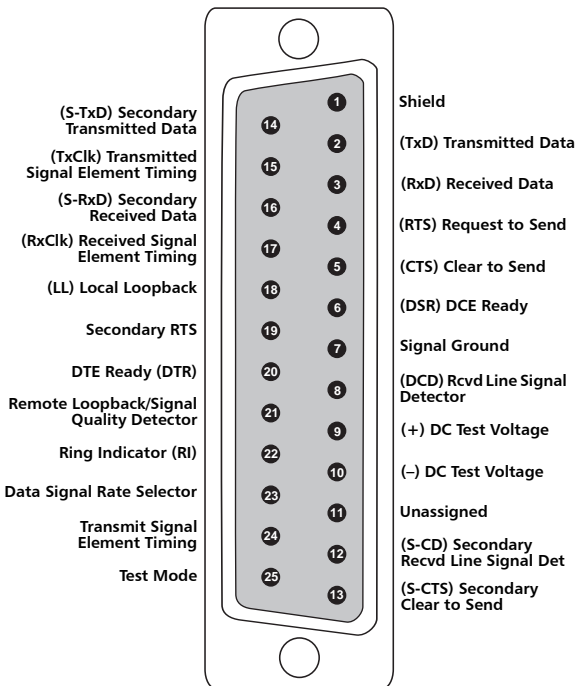 (S-TxD) Secondary
Transmitted Data
(TxClk) Transmitted
Signal Element Timing
(S-RxD) Secondary
Received Data
(RxClk) Received Signal
Element Timing
(LL) Local Loopback
Secondary RTS
DTE Ready (DTR)
Remote Loopback/Signal
Quality Detector
Ring Indicator (RI)
Data Signal Rate Selector
Transmit Signal
Element Timing
Test Mode
14
15
16
17
18
19
20
21
22
23
24
25
1
2
3
4
5
6
7
8
9
10
11
12
13
Shield
(TxD) Transmitted Data
(RxD) Received Data
(RTS) Request to Send
(CTS) Clear to Send
(DSR) DCE Ready
Signal Ground
(DCD) Rcvd Line Signal
Detector
(+) DC Test Voltage
(–) DC Test Voltage
Unassigned
(S-CD) Secondary
Recvd Line Signal Det
(S-CTS) Secondary
Clear to Send